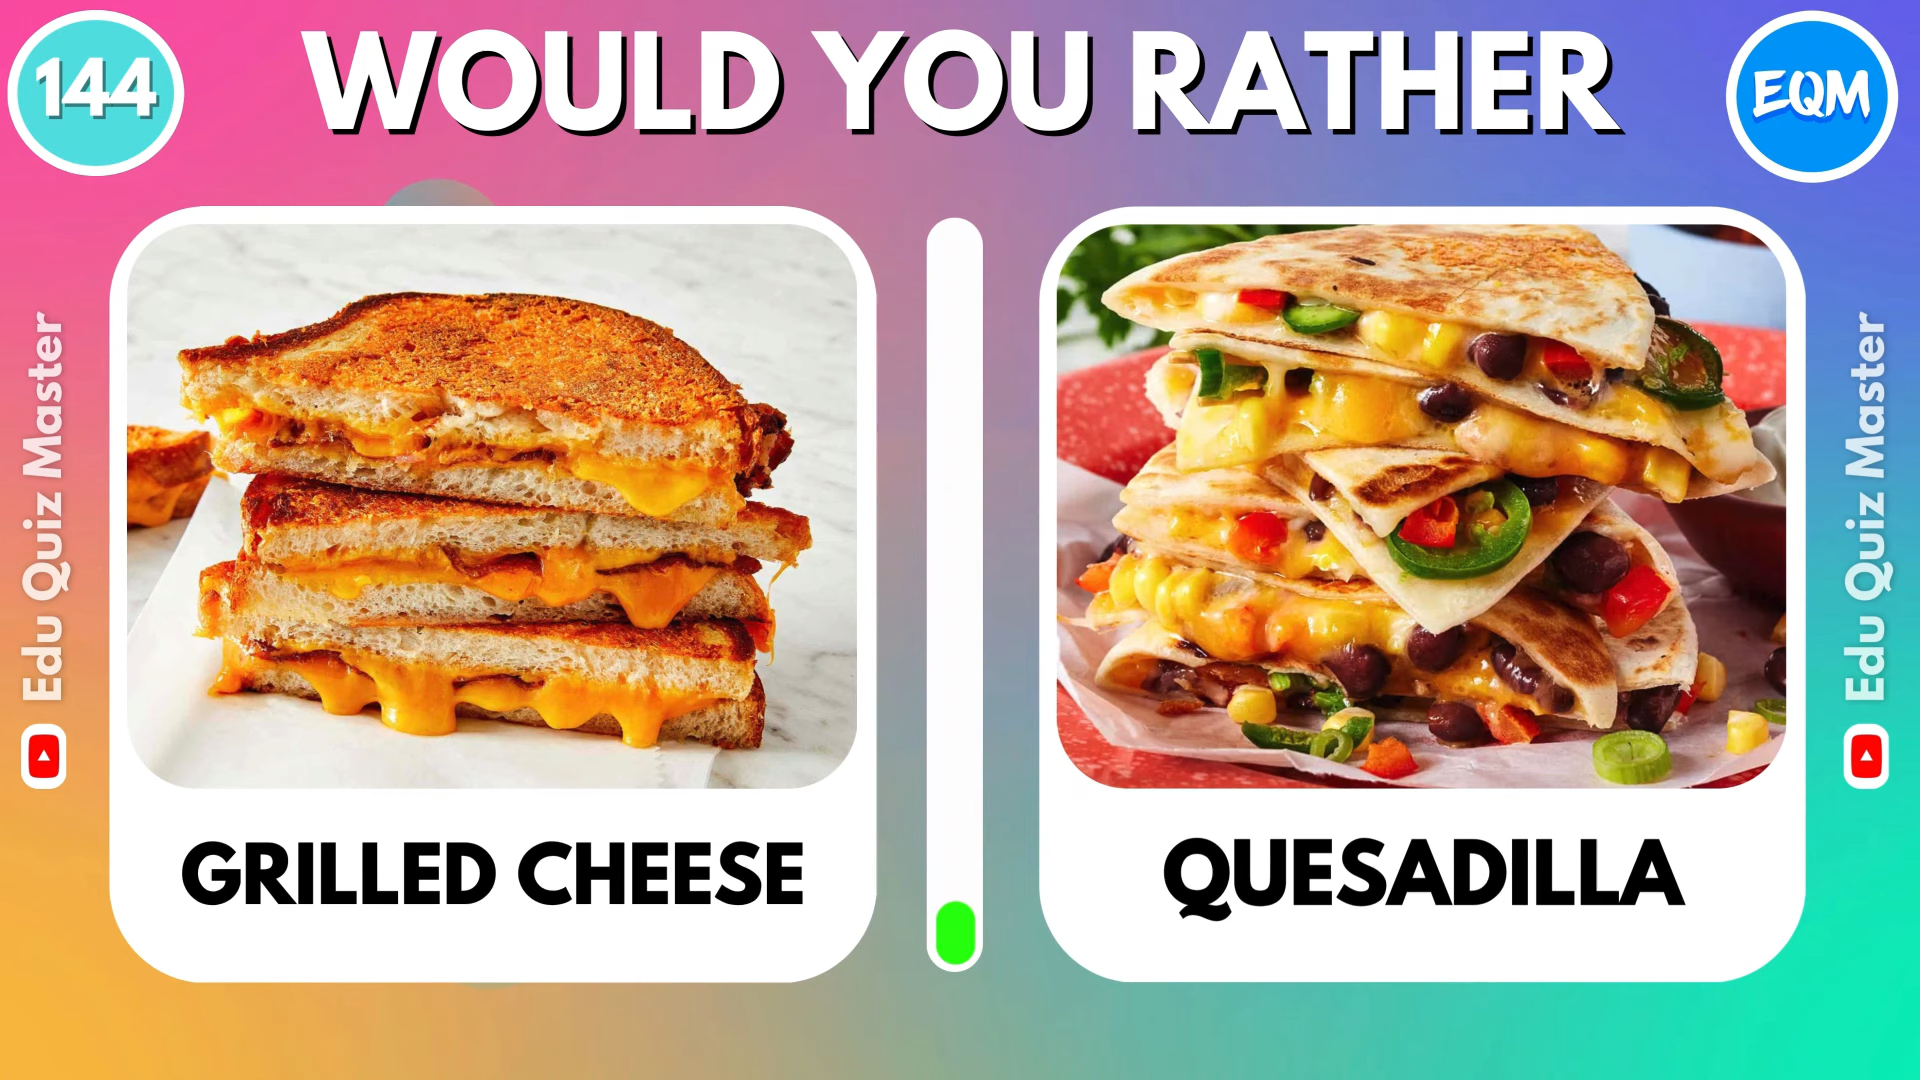 144
WOULD YOU RATHER
EQM
Edu Quiz Master
GRILLED CHEESE
QUESADILLA
Edu Quiz Master